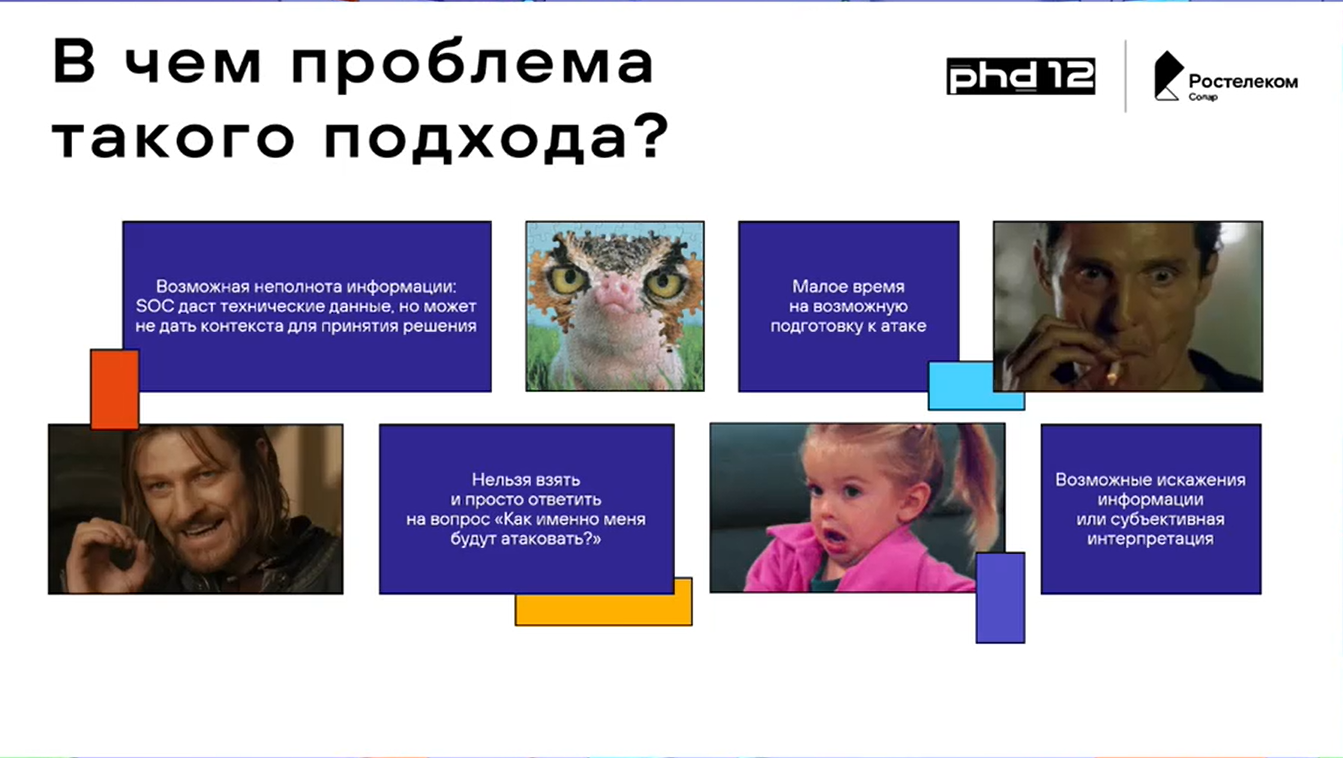 В чем проблема
такого подхода?
phd 12
Ростелеком
Солар
Возможная неполнота информации:
SOC даст технические данные, но может
не дать контекста для принятия решения
Малое время
на возможную
подготовку к атаке
Нельзя взять
и просто ответить
на вопрос «Как именно меня
будут атаковать?»
Возможные искажения
информации
или субъективная
интерпретация